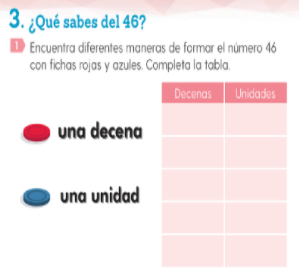 3. ¿Qué sabes del 46?
1 Encuentra diferentes maneras de formar el número 46
con fichas rojas y azules. Completa la tabla.
Decenas Unidades
una decena
una unidad